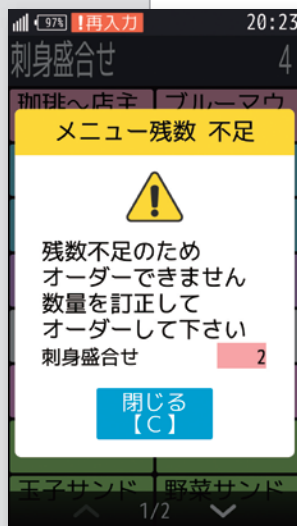 97% !再入力 20:23
刺身盛合せ 4
珈琲~店主 ブルーマウ
メニュー残数 不足
残数不足のため
オーダーできません
数量を訂正して
オーダーして下さい
刺身盛合せ 2
閉じる
【C】
玉子サンド 野菜サンド
1/2